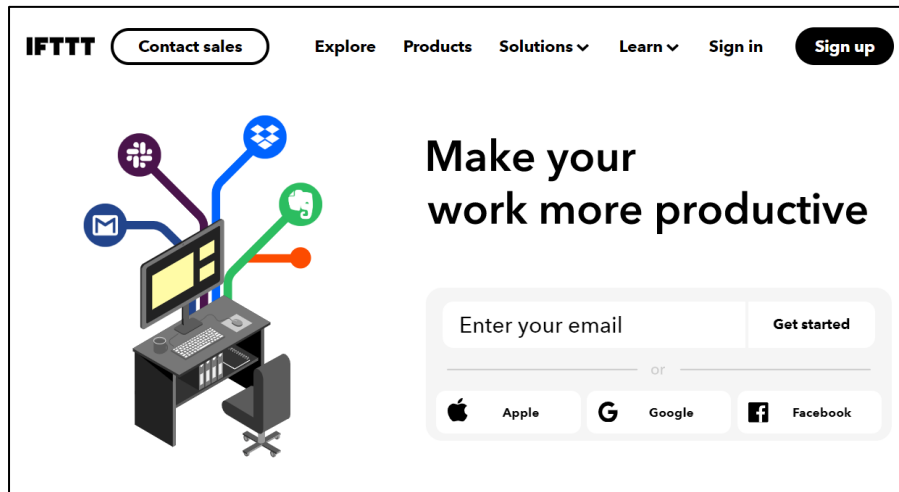 IFTTT Contact sales Explore Products Solutions Learn Sign in Sign up
Make your
work more productive
Enter your email Get started
or
Apple Google Facebook